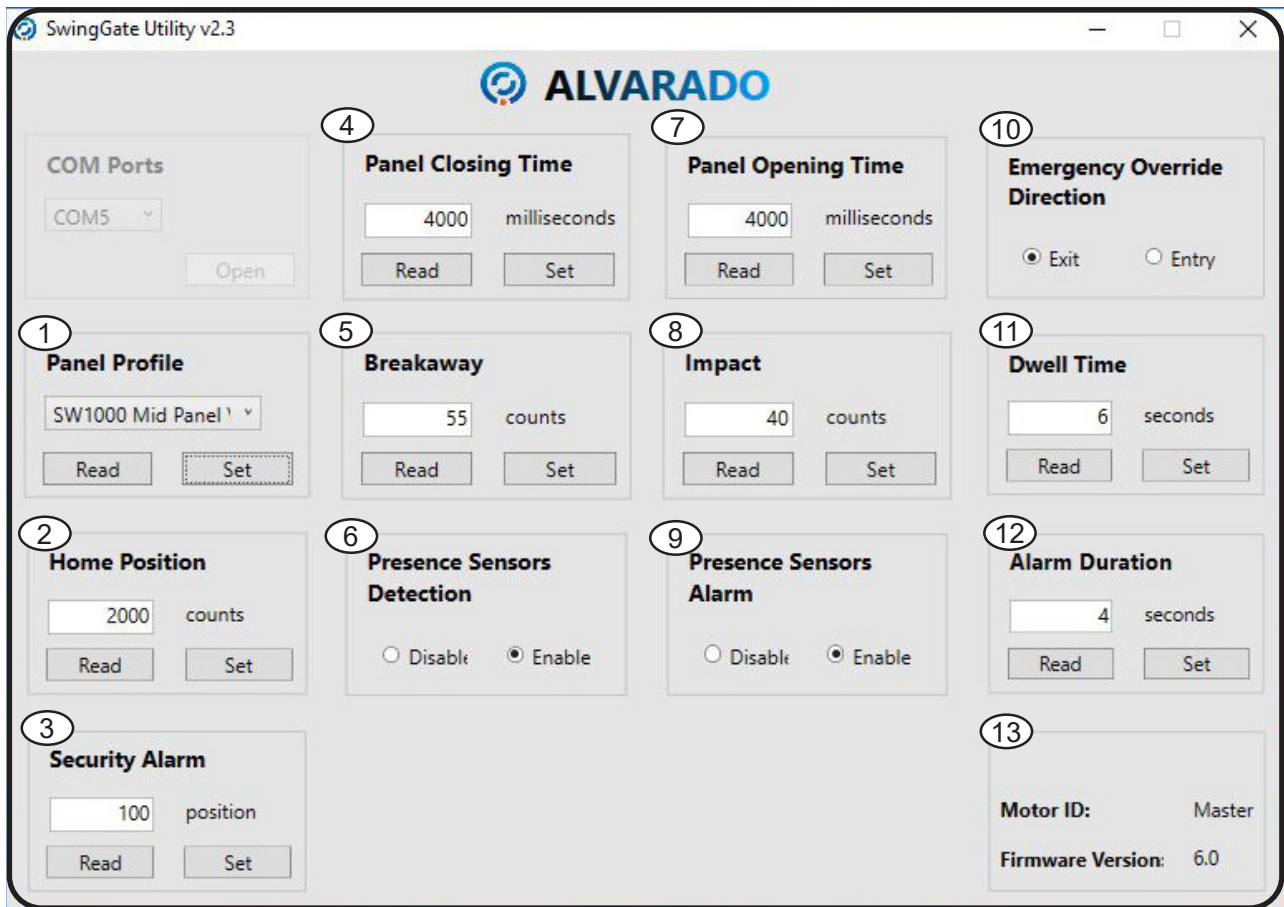 SwingGate Utility v2.3
ALVARADO
COM Ports
COM5
Open
1
Panel Profile
SW1000 Mid Panel
Read Set
2
Home Position
2000 counts
Read Set
3
Security Alarm
100 position
Read Set
4
Panel Closing Time
4000 milliseconds
Read Set
5
Breakaway
55 counts
Read Set
6
Presence Sensors
Detection
Disable Enable
7
Panel Opening Time
4000 milliseconds
Read Set
8
Impact
40 counts
Read Set
9
Presence Sensors
Alarm
Disable Enable
10
Emergency Override
Direction
Exit Entry
11
Dwell Time
6 seconds
Read Set
12
Alarm Duration
4 seconds
Read Set
13
Motor ID: Master
Firmware Version: 6.0